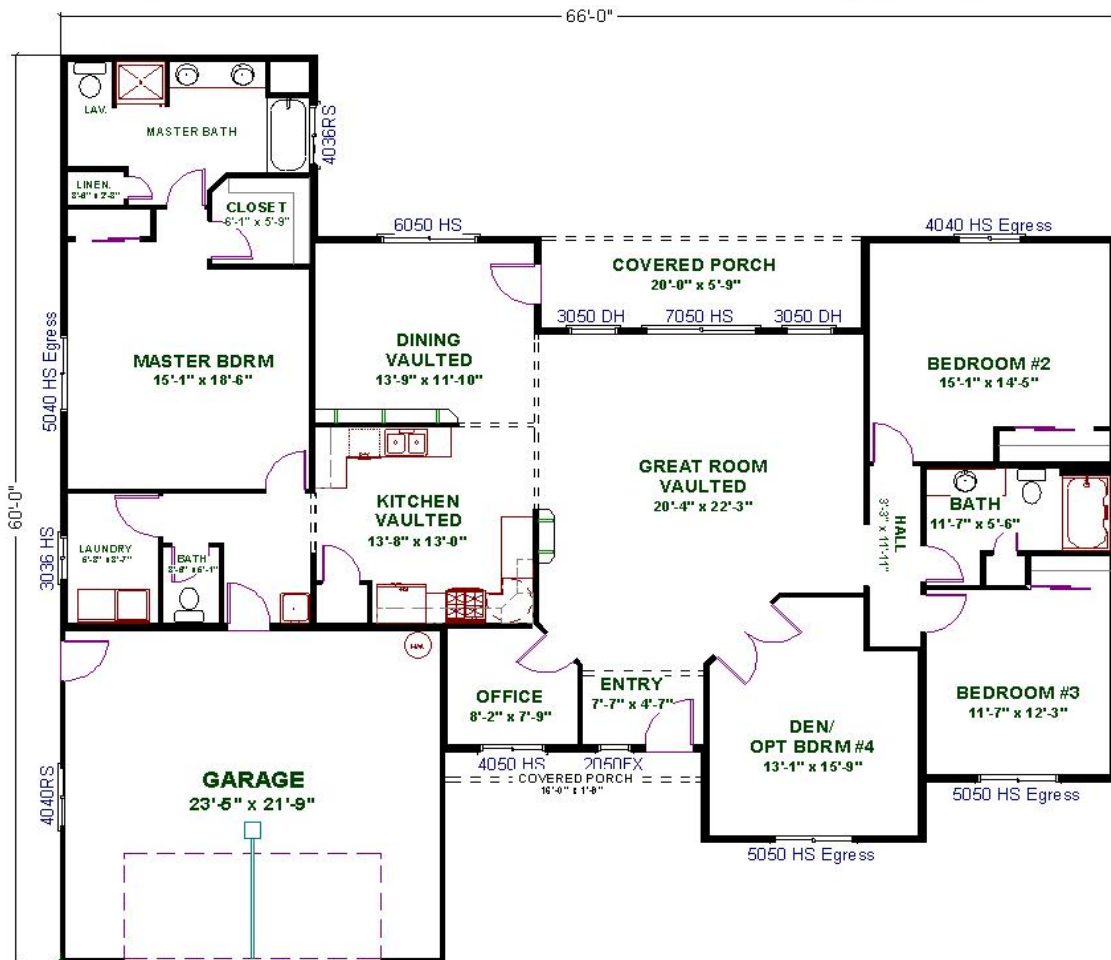 66'-0"
60'-0"
LAV.
MASTER BATH
4036RS
LINEN.
CLOSET
6'-1" x 5'-9"
6050 HS
4040 HS Egress
COVERED PORCH
20'-0" x 5'-9"
3050 DH
7050 HS
3050 DH
5040 HS Egress
MASTER BDRM
15'-1" x 18'-6"
DINING
VAULTED
13'-9" x 11'-10"
BEDROOM #2
15'-1" x 14'-5"
GREAT ROOM
VAULTED
20'-4" x 22'-3"
KITCHEN
VAULTED
13'-8" x 13'-0"
HALL
BATH
11'-7" x 5'-6"
3036 HS
LAUNDRY
BATH
OFFICE
8'-2" x 7'-9"
ENTRY
7'-7" x 4'-7"
DEN/
OPT BDRM #4
13'-1" x 15'-9"
BEDROOM #3
11'-7" x 12'-3"
4050 HS
2050FX
COVERED PORCH
5050 HS Egress
5050 HS Egress
4040RS
GARAGE
23'-5" x 21'-9"